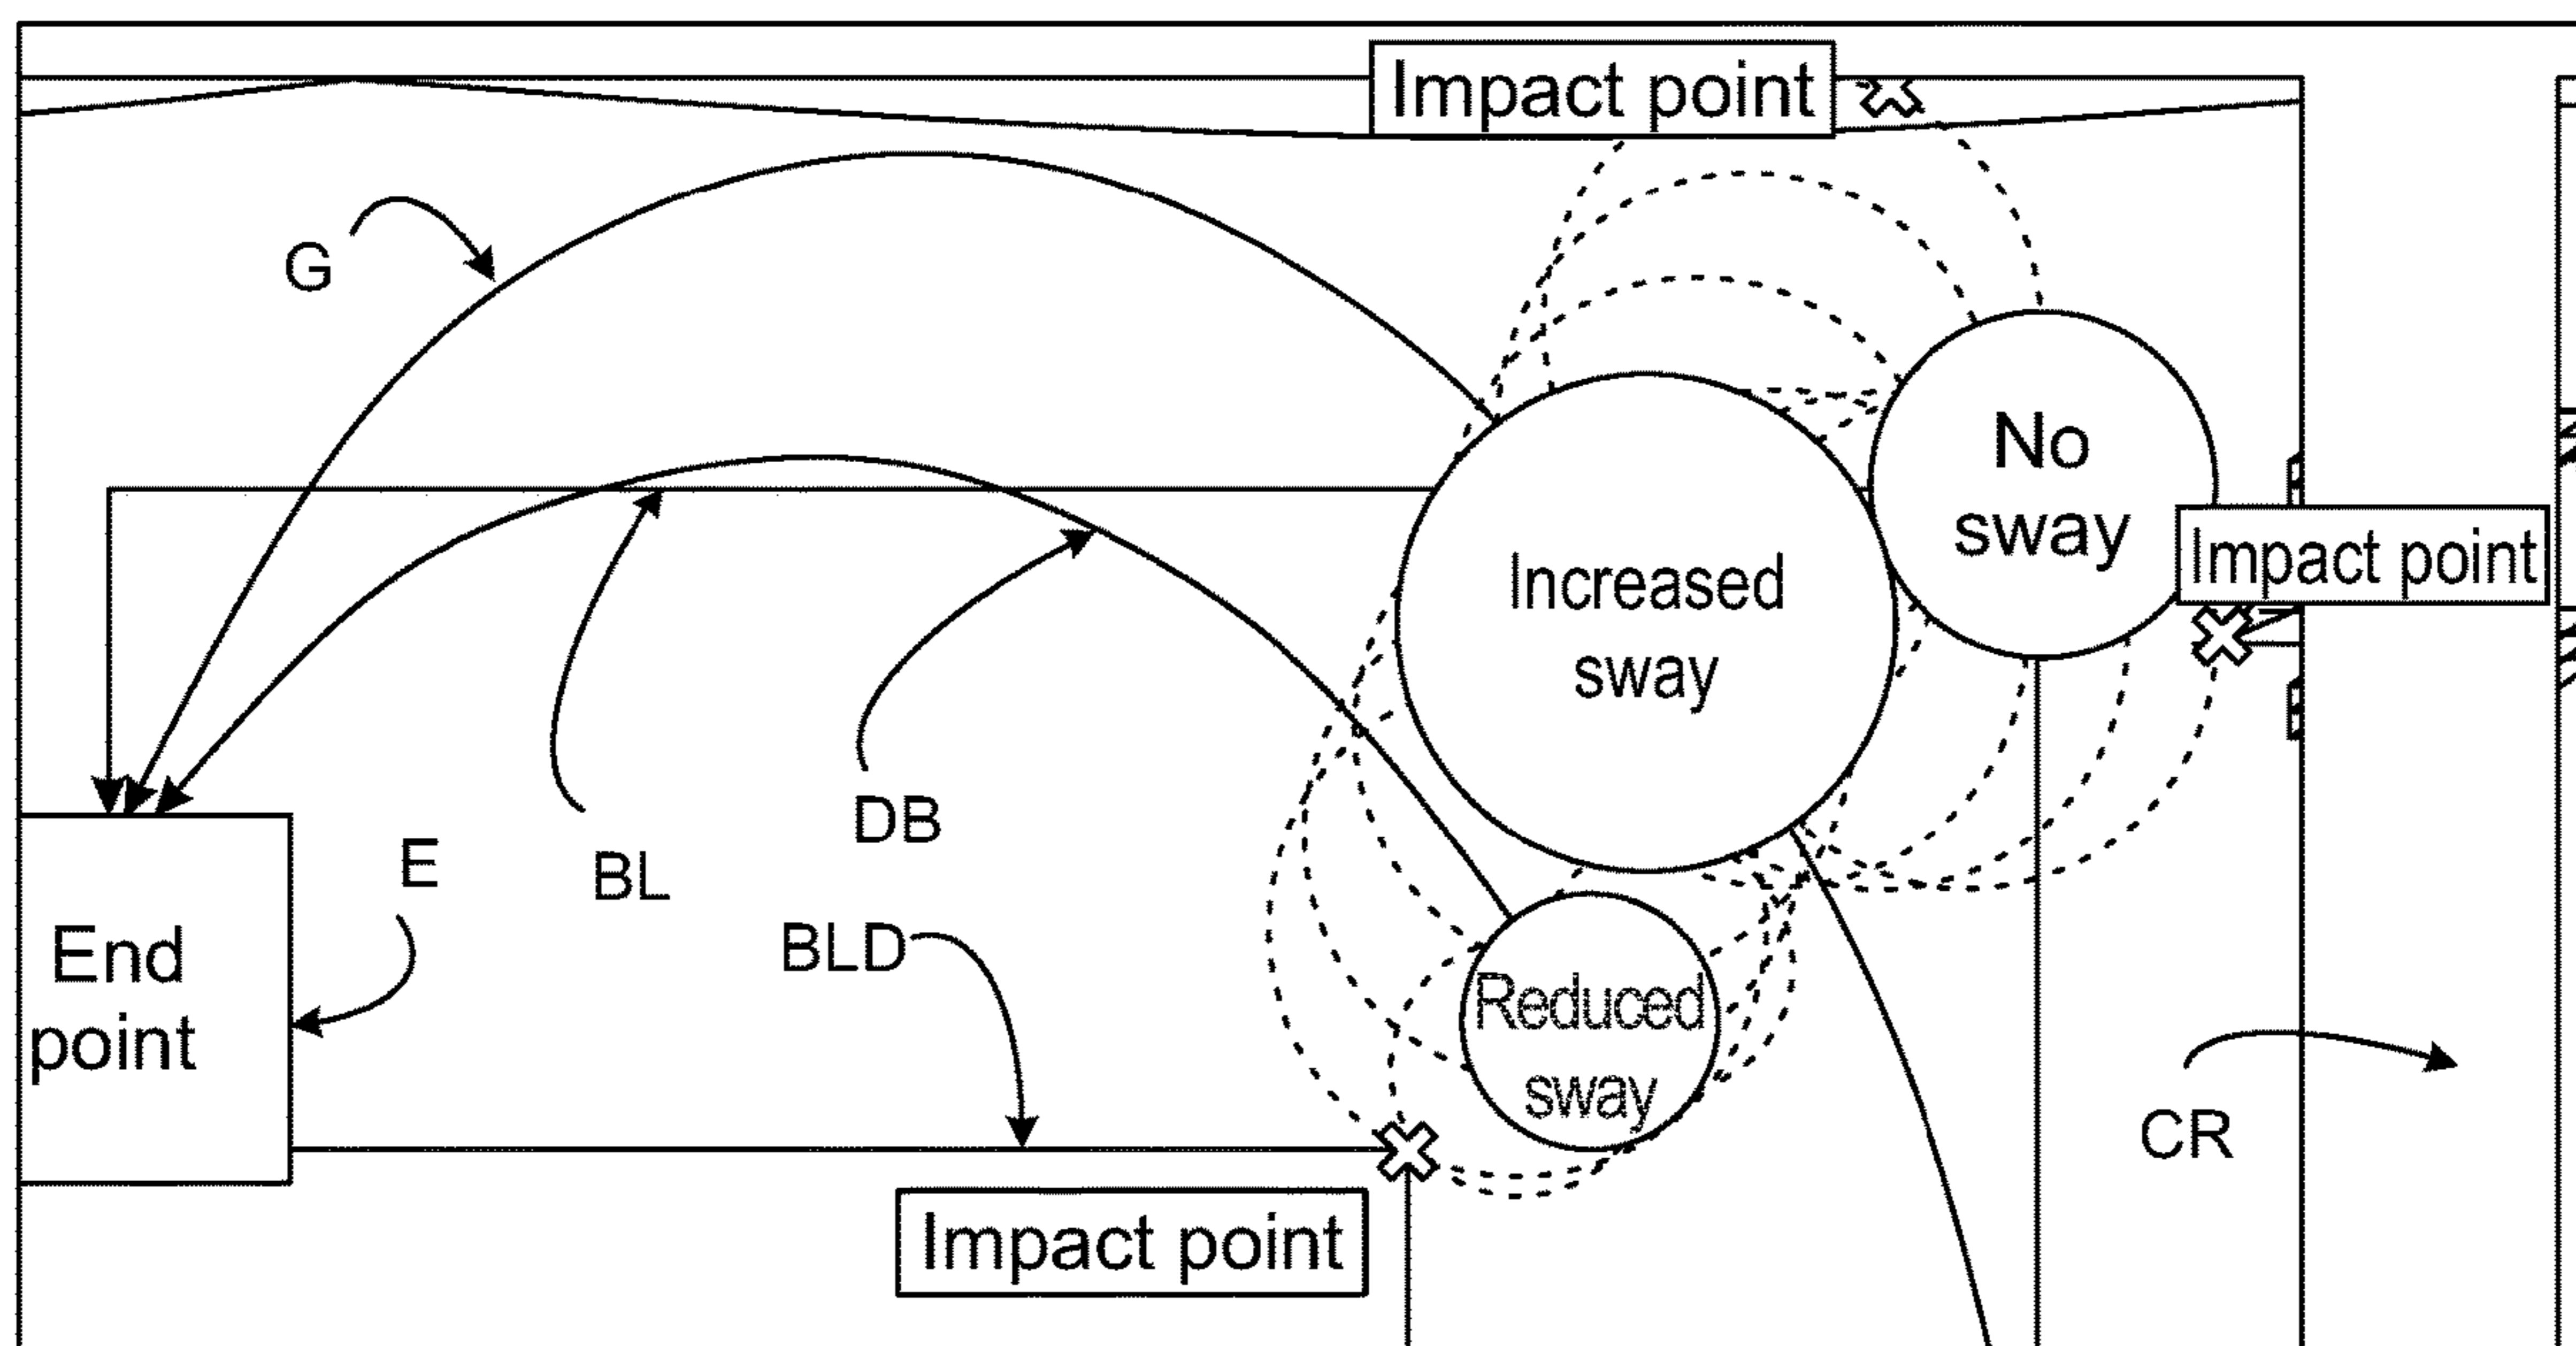 Impact point
G
No
sway
Impact point
Increased
sway
DB
E
BL
BLD
End
point
Reduced
sway
CR
Impact point